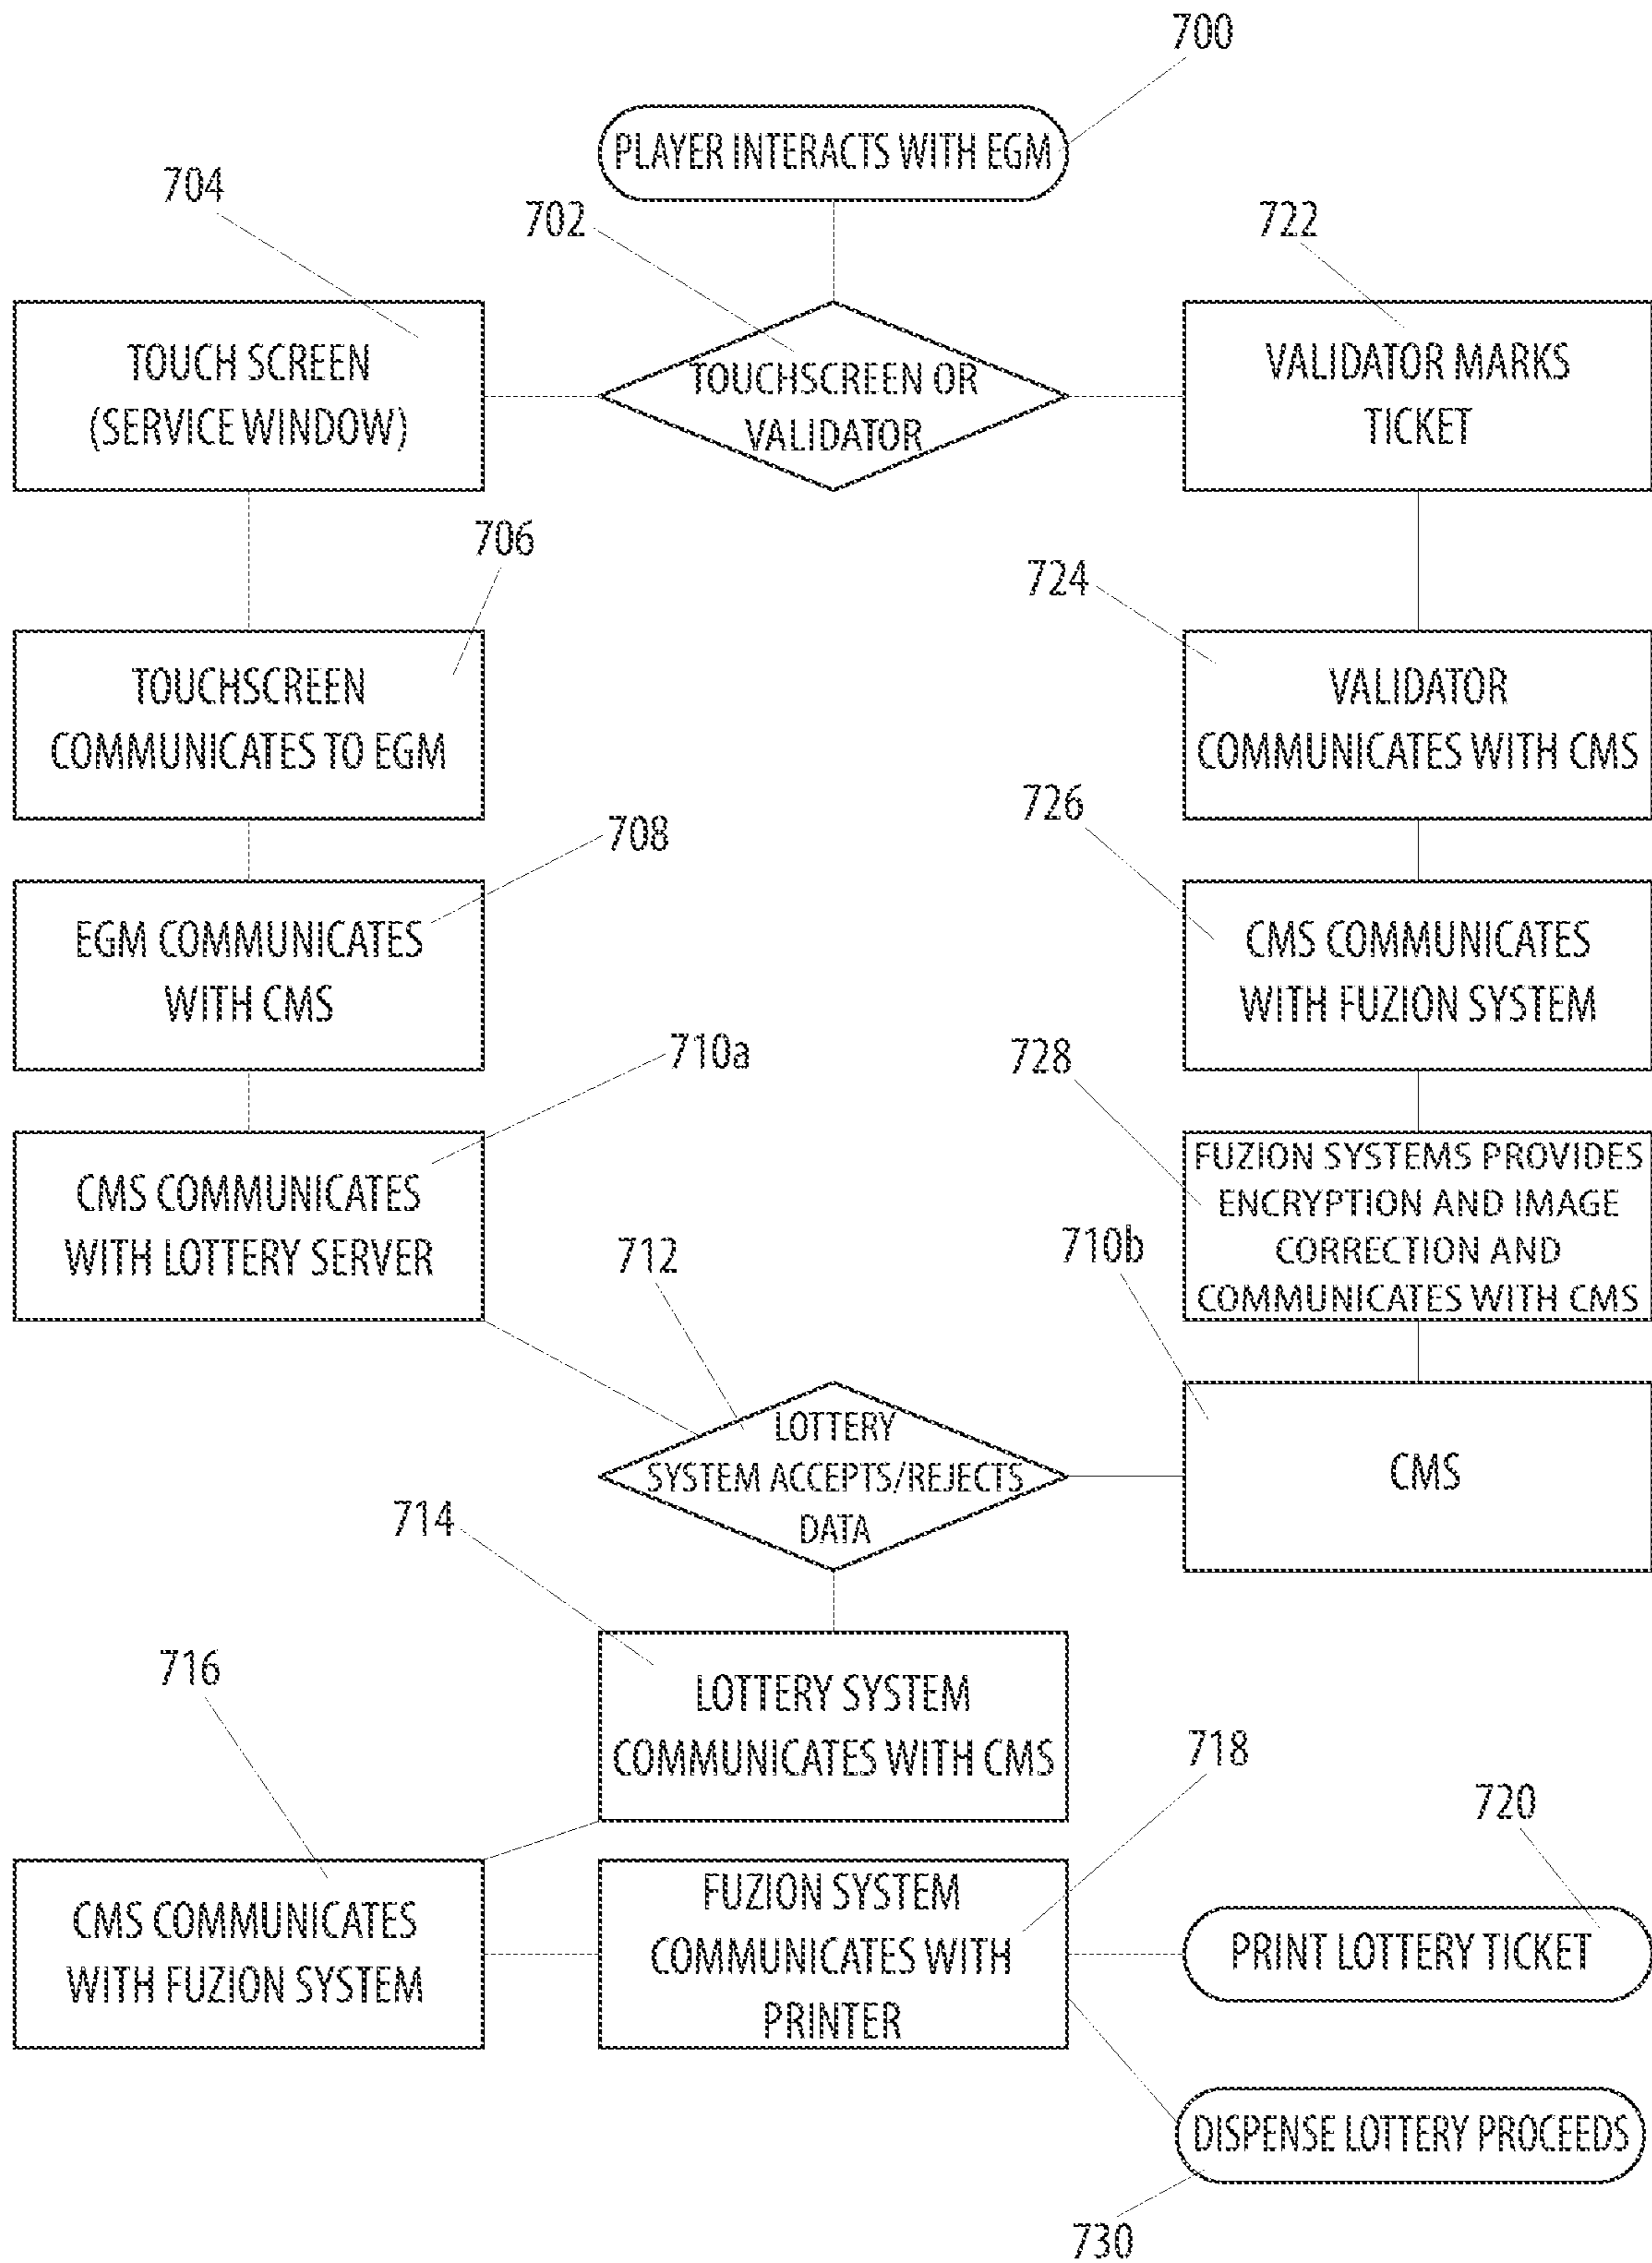 700
PLAYER INTERACTS WITH EGM
704
702
722
TOUCH SCREEN
(SERVICE WINDOW)
TOUCHSCREEN OR
VALIDATOR
VALIDATOR MARKS
TICKET
706
724
TOUCHSCREEN
COMMUNICATES TO EGM
VALIDATOR
COMMUNICATES WITH CMS
708
726
EGM COMMUNICATES
WITH CMS
CMS COMMUNICATES
WITH FUZION SYSTEM
710a
728
CMS COMMUNICATES
WITH LOTTERY SERVER
FUZION SYSTEMS PROVIDES
ENCRYPTION AND IMAGE
CORRECTION AND
COMMUNICATES WITH CMS
712
710b
LOTTERY
SYSTEM ACCEPTS/REJECTS
DATA
CMS
714
LOTTERY SYSTEM
COMMUNICATES WITH CMS
716
718
720
CMS COMMUNICATES
WITH FUZION SYSTEM
FUZION SYSTEM
COMMUNICATES WITH
PRINTER
PRINT LOTTERY TICKET
DISPENSE LOTTERY PROCEEDS
730